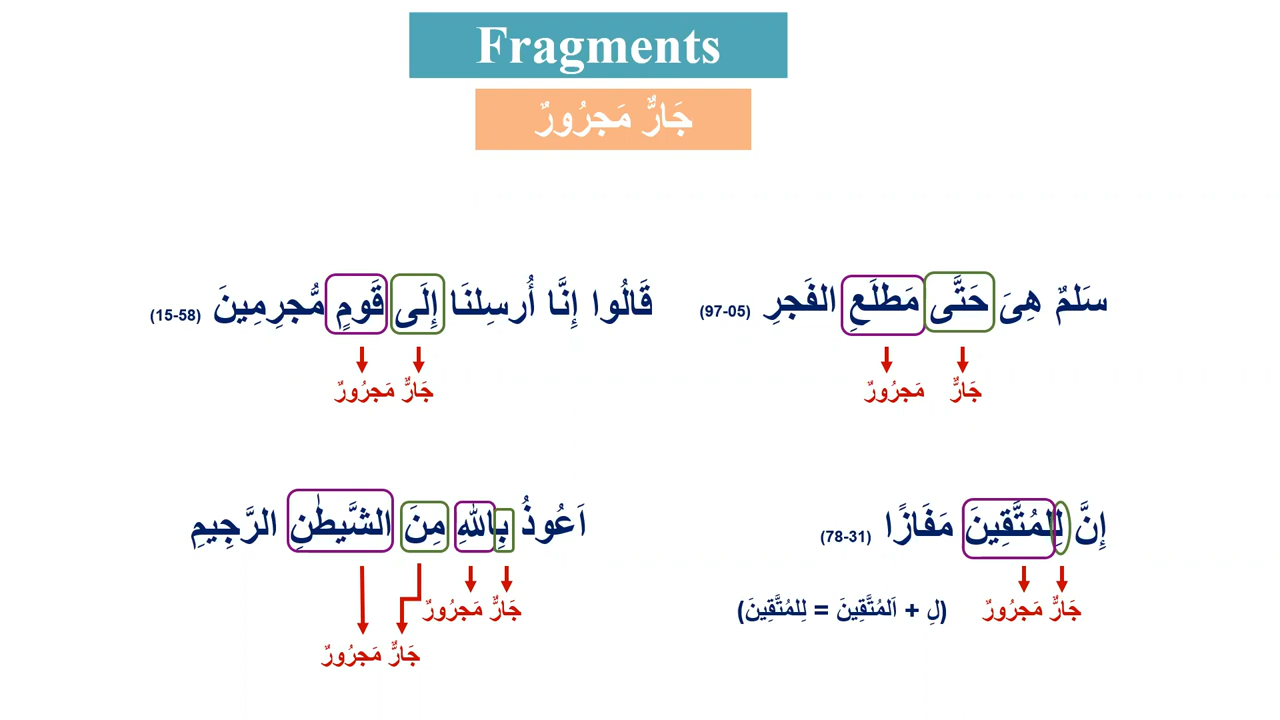 Fragments
جَارٌّ مَجرُورٌ
سَلَمٌ هِىَ حَتَّى مَطلَعِ الفَجرِ (97-05)
جَارٌّ مَجرُورٌ
قَالُوا إِنَّا أُرسِلنَا إِلَى قَومٍ مُّجرِمِينَ (15-58)
جَارٌّ مَجرُورٌ
إِنَّ لِلمُتَّقِينَ مَفَازًا (78-31)
جَارٌّ مَجرُورٌ
(لِ + اَلمُتَّقِينَ = لِلمُتَّقِينَ)
اَعُوذُ بِاللهِ مِنَ الشَّيطٰنِ الرَّجِيمِ
جَارٌّ مَجرُورٌ
جَارٌّ مَجرُورٌ